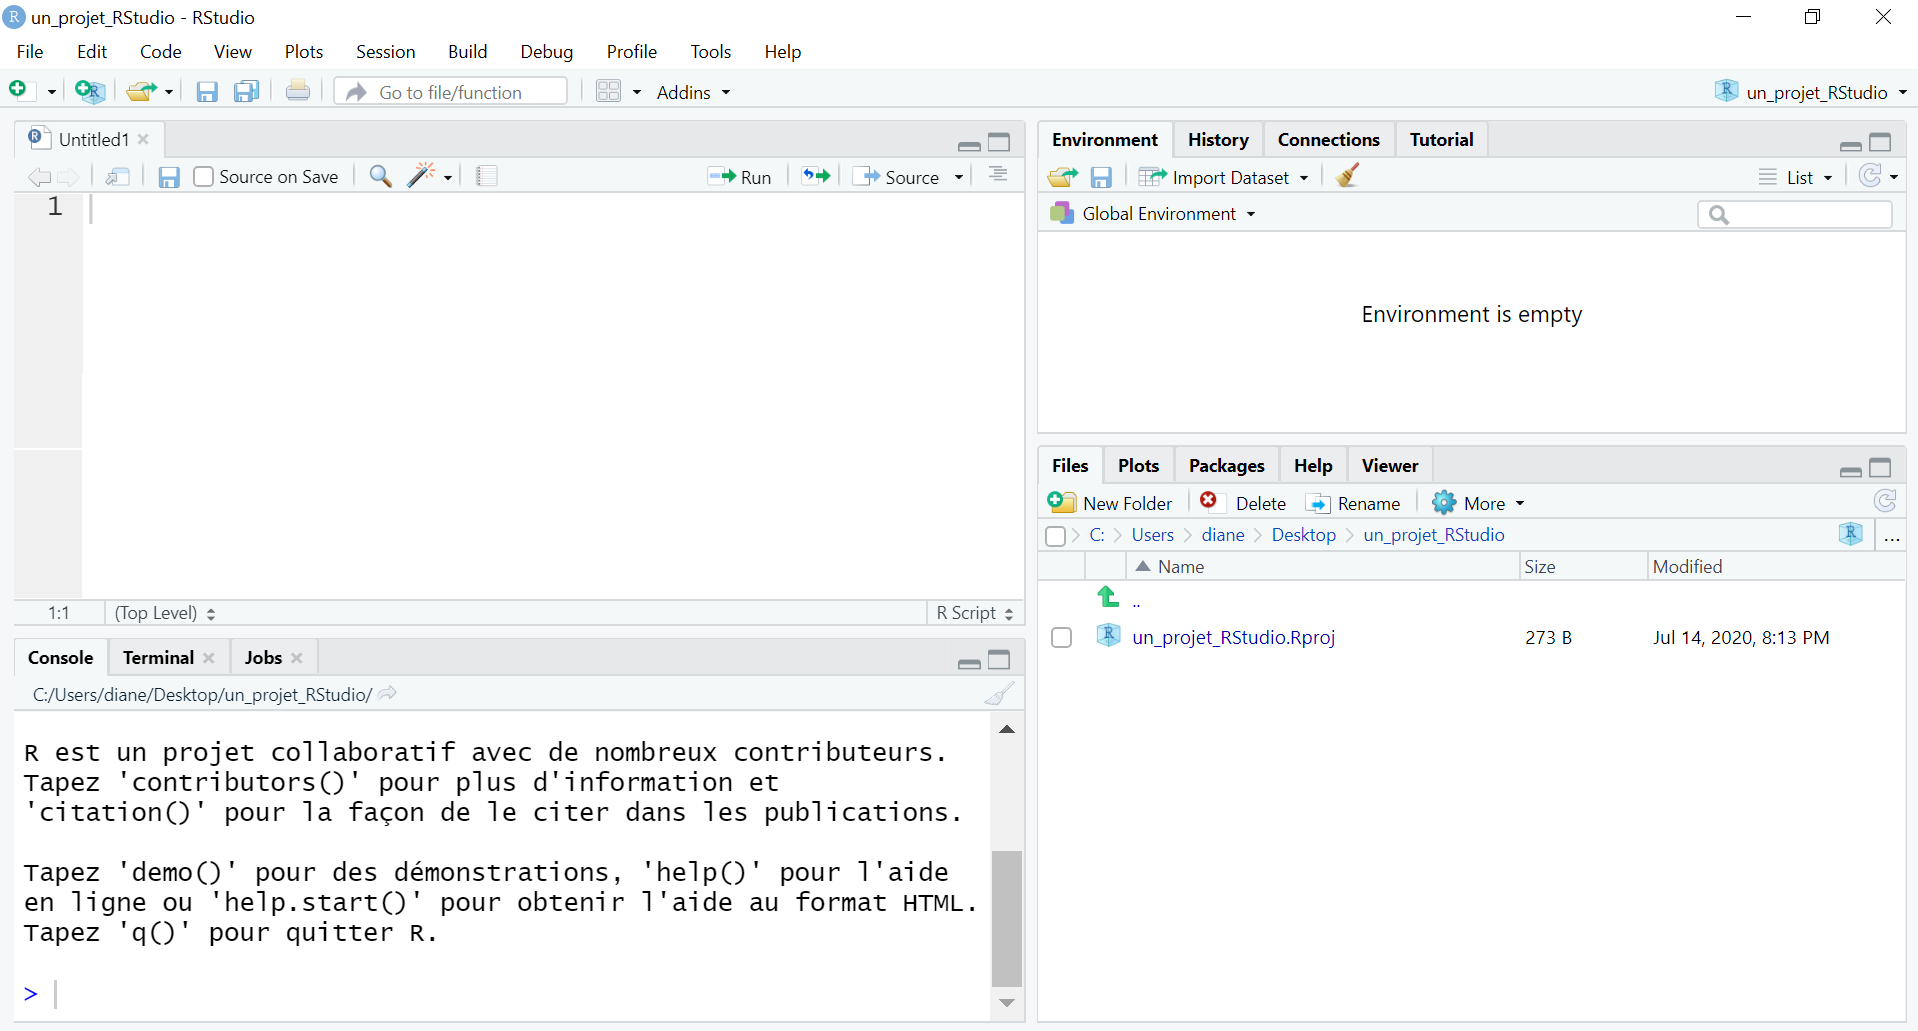 un_projet_RStudio - RStudio
File Edit Code View Plots Session Build Debug Profile Tools Help
Go to file/function Addins un_projet_RStudio
Untitled1
Source on Save Run Source
1
1:1 (Top Level) R Script
Console Terminal Jobs
C:/Users/diane/Desktop/un_projet_RStudio/
R est un projet collaboratif avec de nombreux contributeurs.
Tapez 'contributors()' pour plus d'information et
'citation()' pour la façon de le citer dans les publications.
Tapez 'demo()' pour des démonstrations, 'help()' pour l'aide
en ligne ou 'help.start()' pour obtenir l'aide au format HTML.
Tapez 'q()' pour quitter R.
>
Environment History Connections Tutorial
Import Dataset List
Global Environment
Environment is empty
Files Plots Packages Help Viewer
New Folder Delete Rename More
C: Users diane Desktop un_projet_RStudio ...
Name Size Modified
..
un_projet_RStudio.Rproj 273 B Jul 14, 2020, 8:13 PM